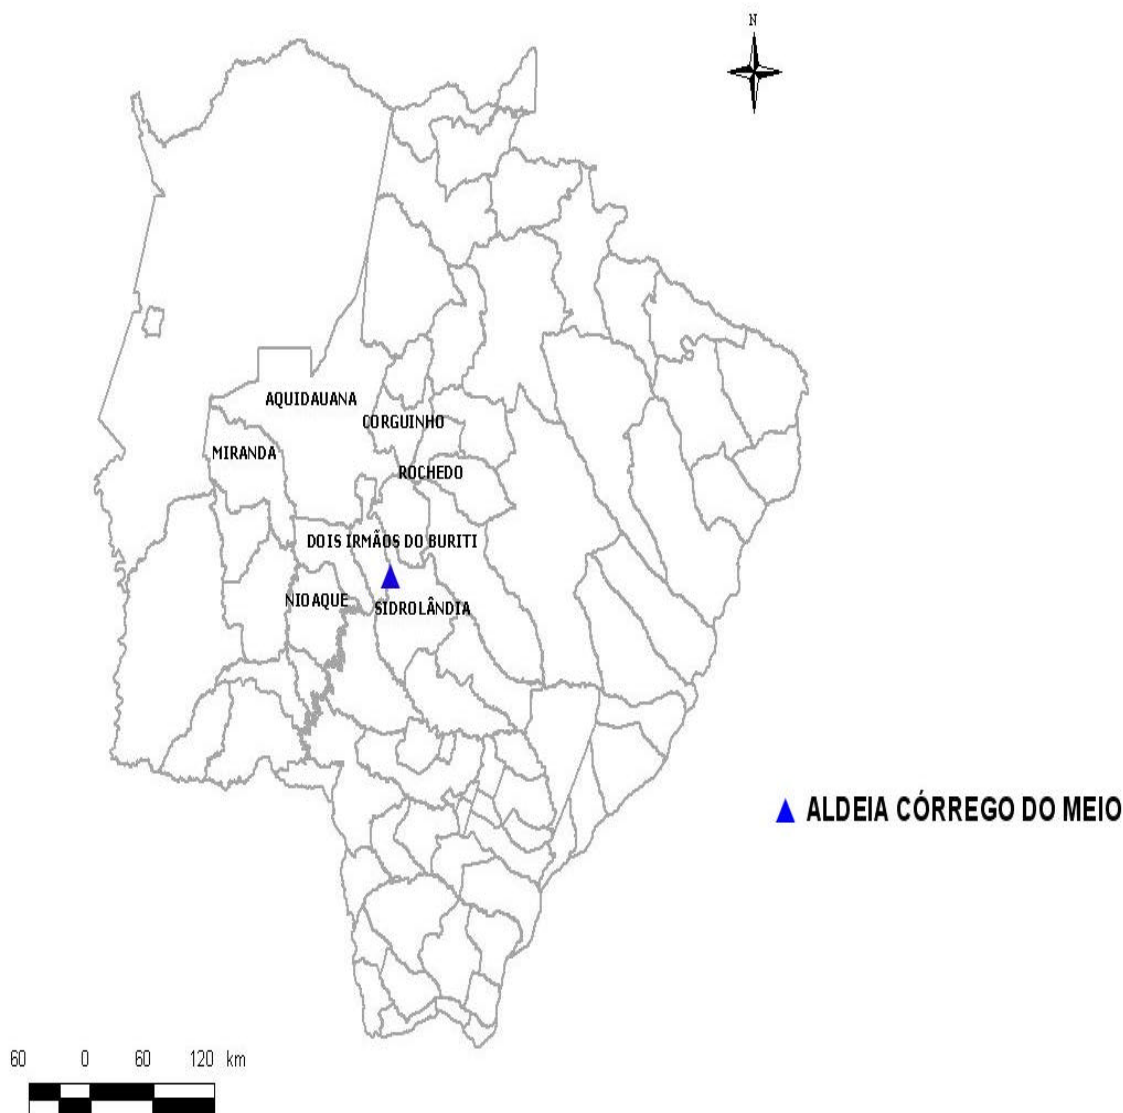 N
AQUIDAUANA
CORGUINHO
MIRANDA
ROCHEDO
DOIS IRMÃOS DO BURITI
NIOAQUE
SIDROLÂNDIA
ALDEIA CÓRREGO DO MEIO
60 0 60 120 km